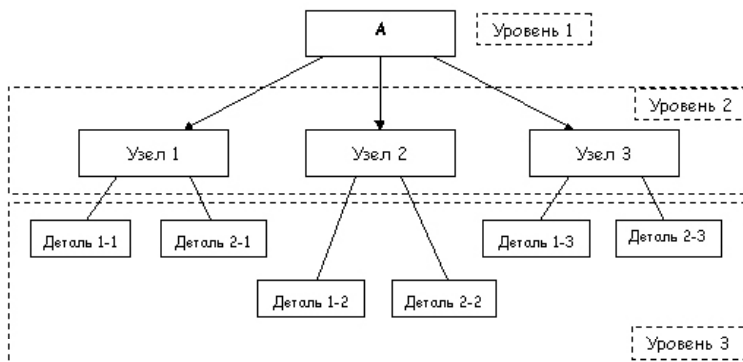 А
Уровень 1
Уровень 2
Узел 1
Узел 2
Узел 3
Деталь 1-1
Деталь 2-1
Деталь 1-3
Деталь 2-3
Деталь 1-2
Деталь 2-2
Уровень 3